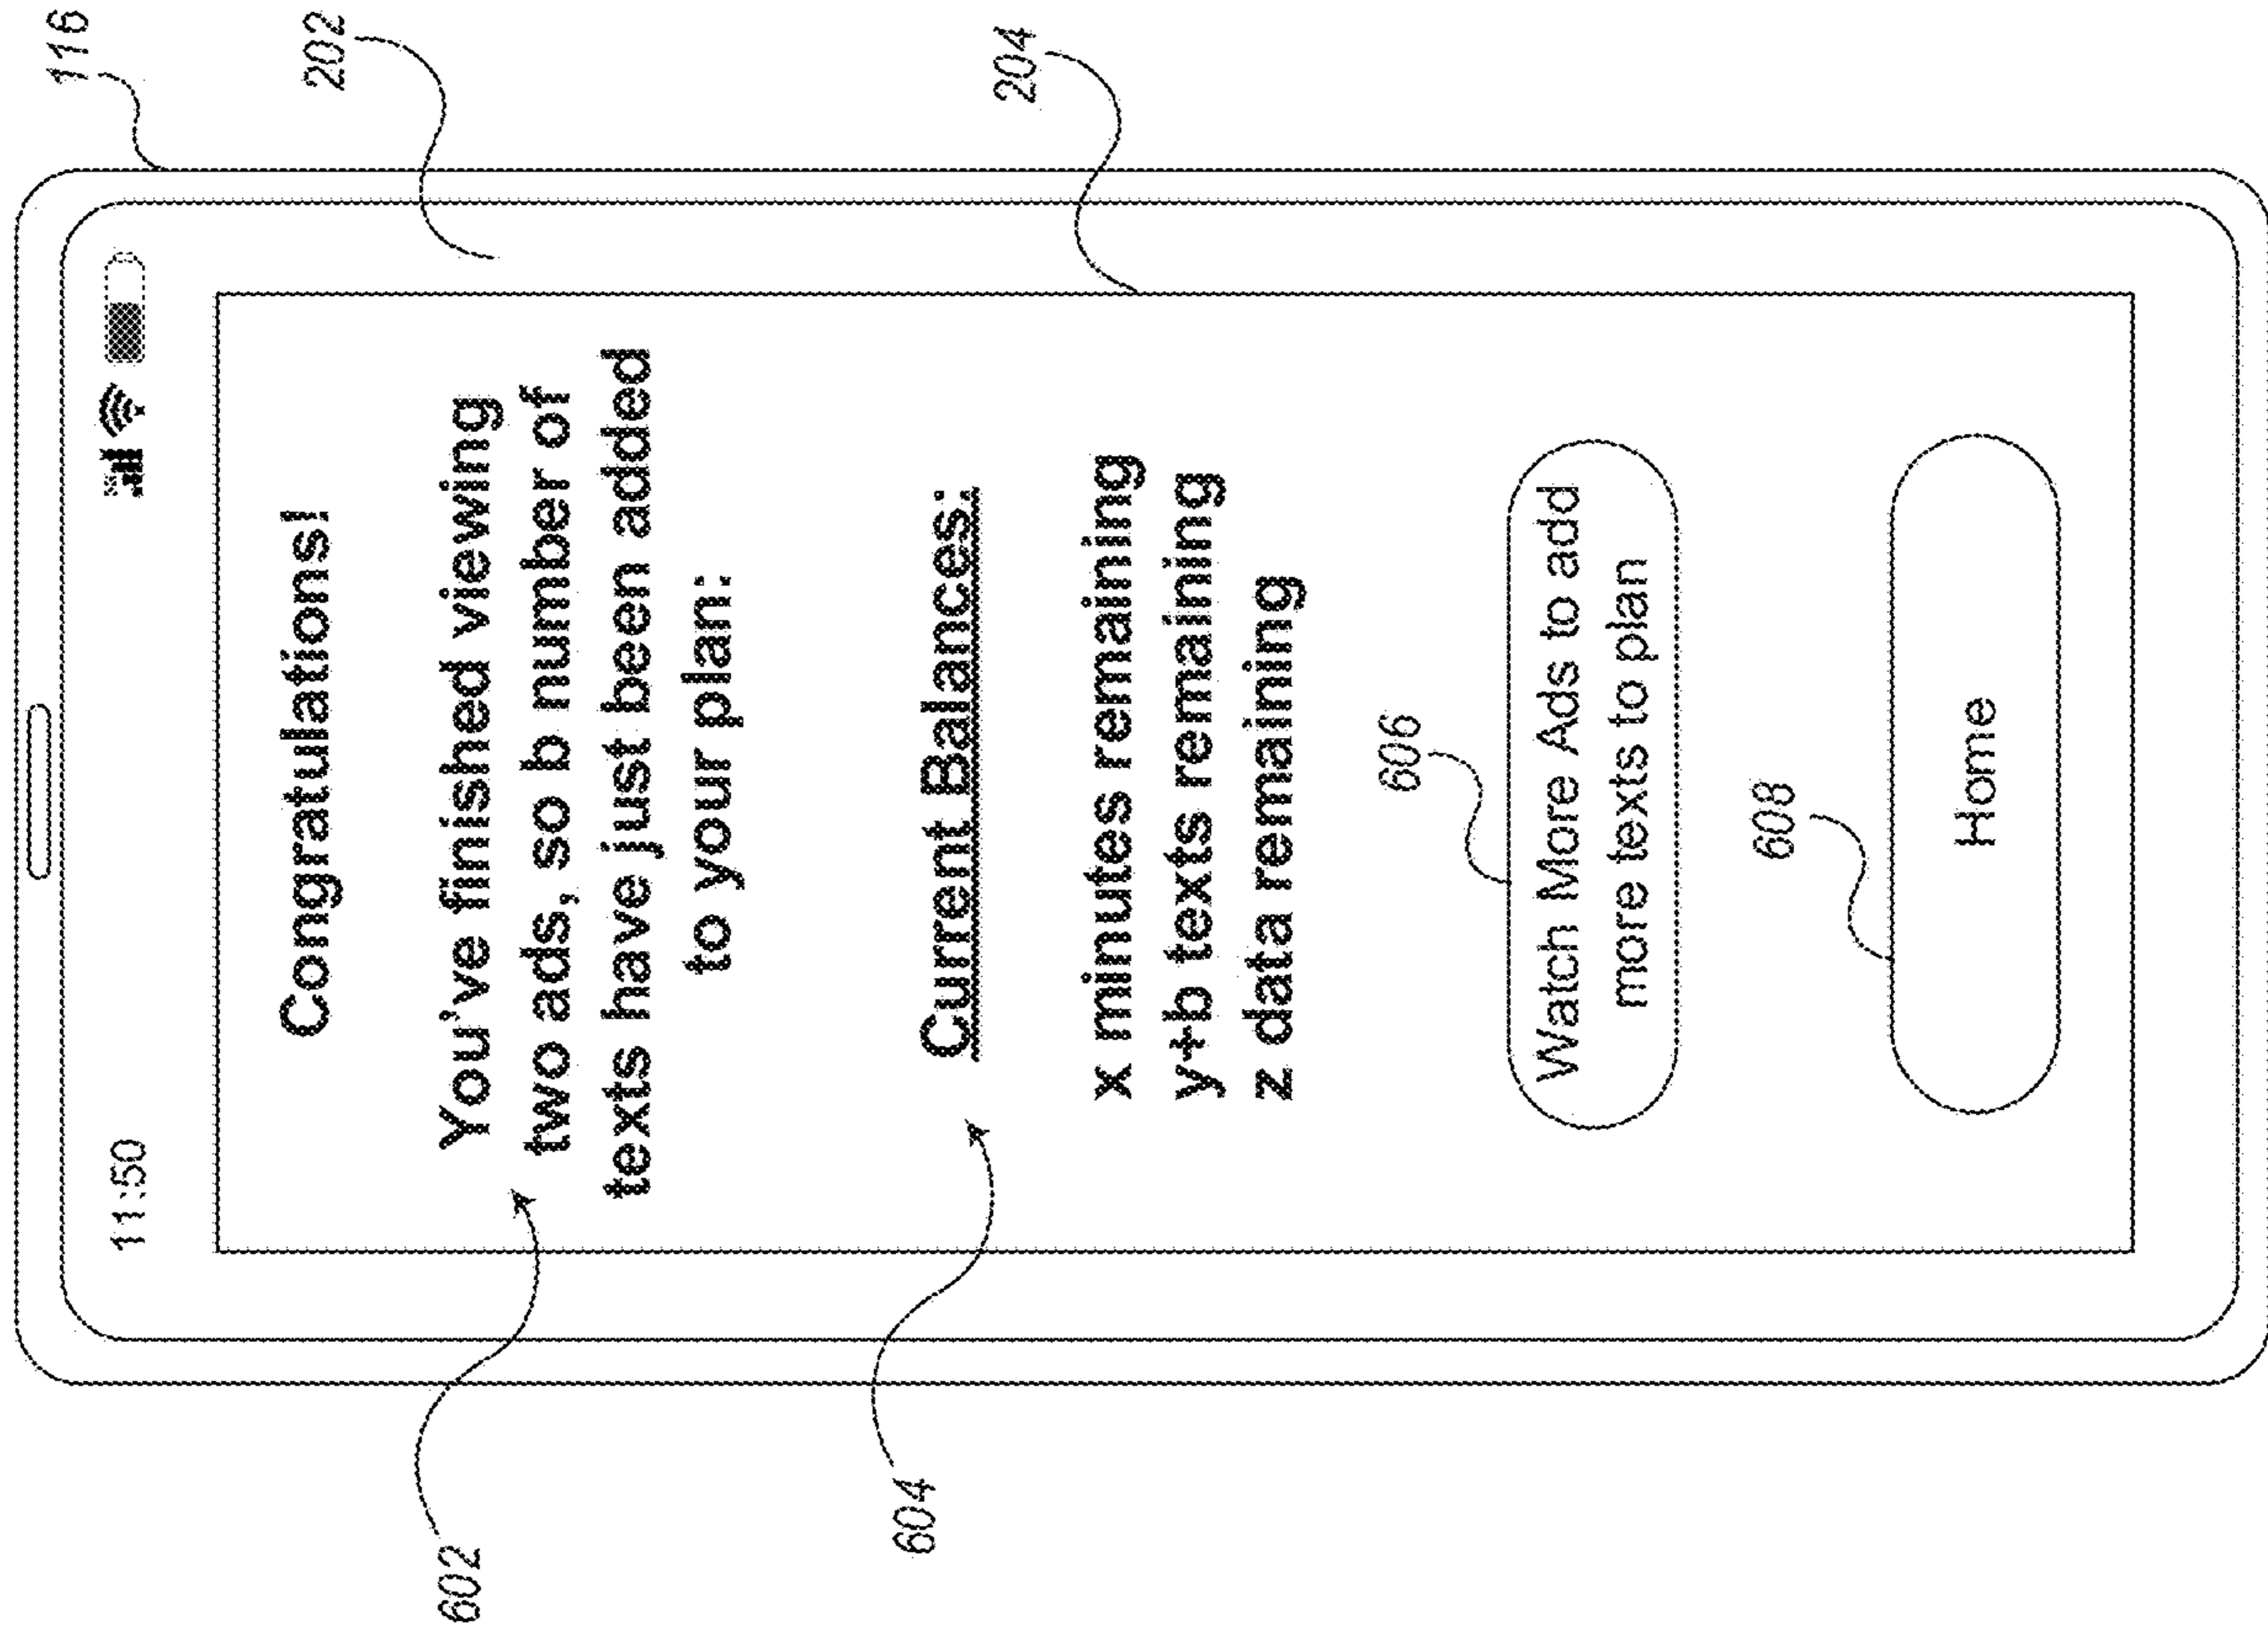 116
202
204
11:50
Congratulations!
You've finished viewing
two ads, so b number of
texts have just been added
to your plan:
Current Balances:
x minutes remaining
y+b texts remaining
z data remaining
606
Watch More Ads to add
more texts to plan
608
Home
602
604